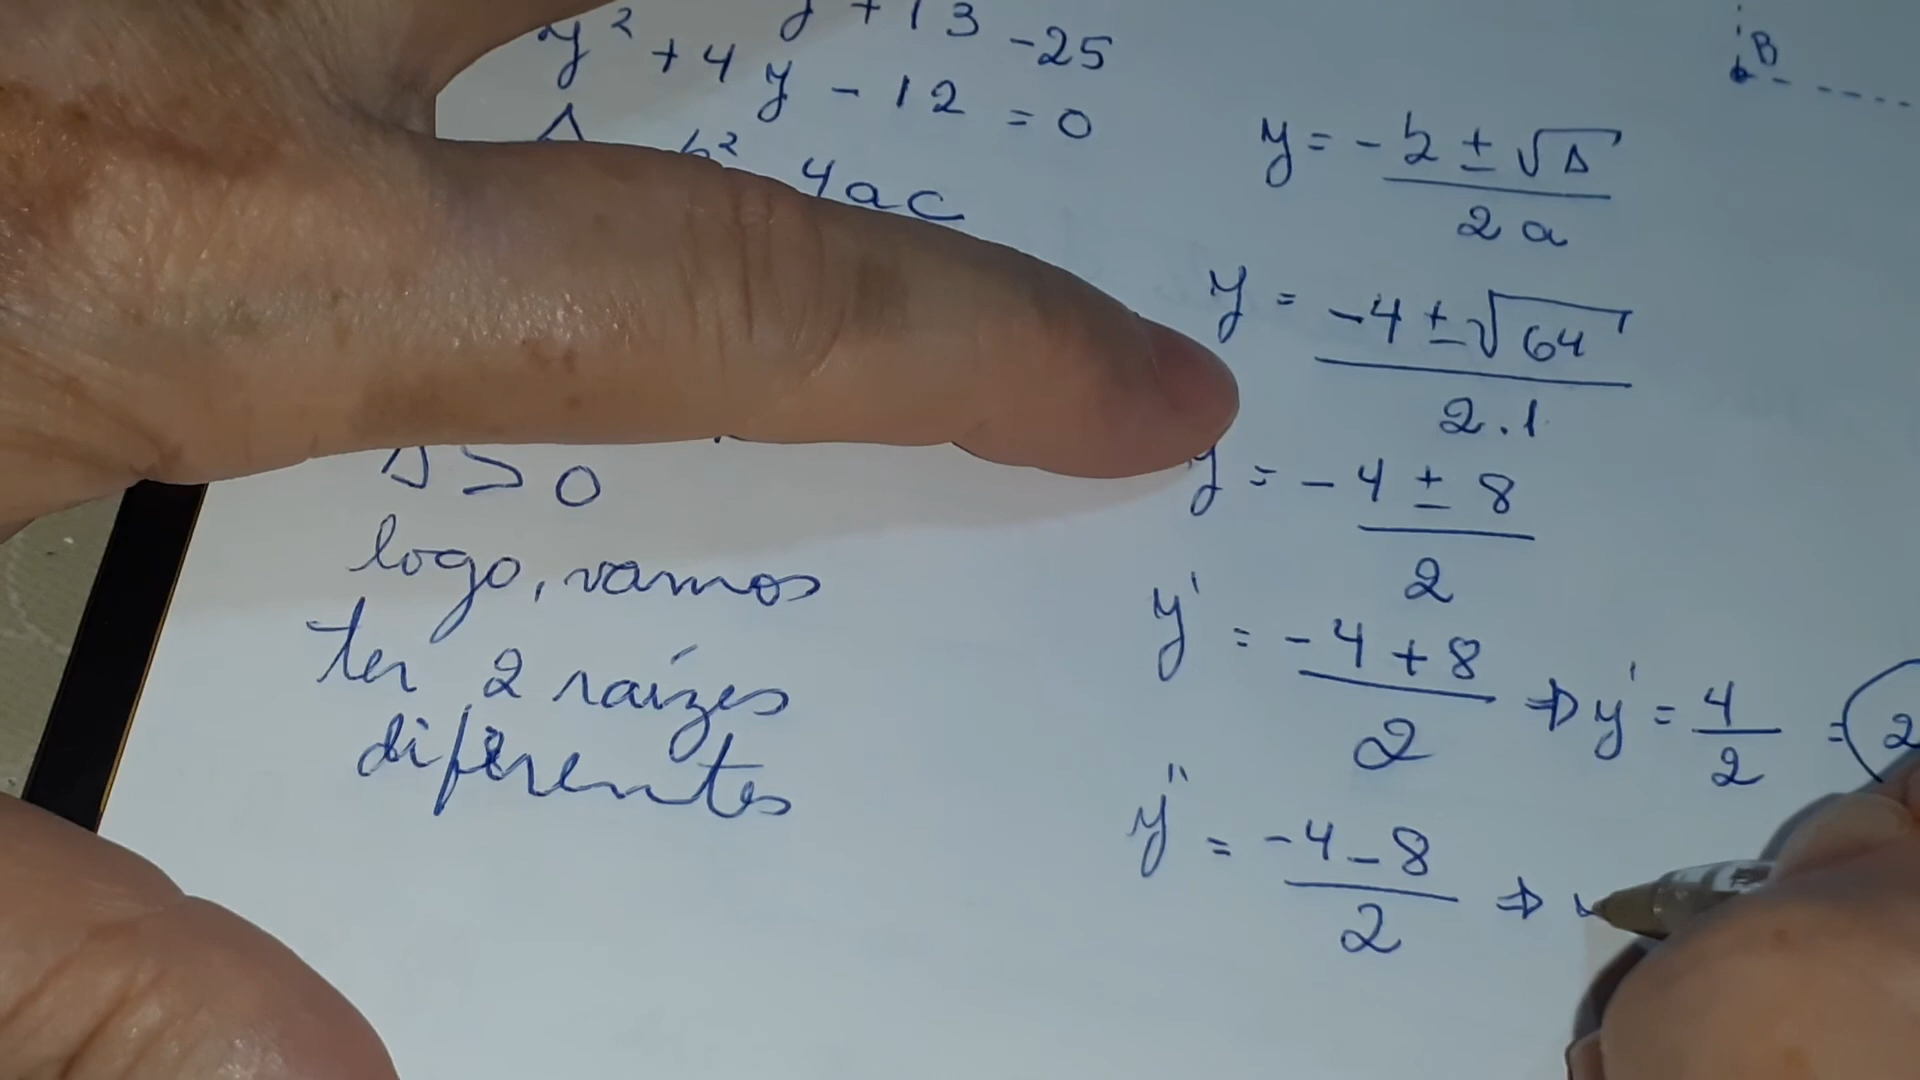 y + 13 - 25
y² + 4y - 12 = 0
b² 4ac
Δ > 0
logo, vamos
ter 2 raízes
diferentes
y = -b ± √Δ
2a
y = -4 ± √64
2.1
y = -4 ± 8
2
y' = -4 + 8 ⇒ y' = 4 = 2
2 2
y'' = -4 - 8 ⇒
2
B